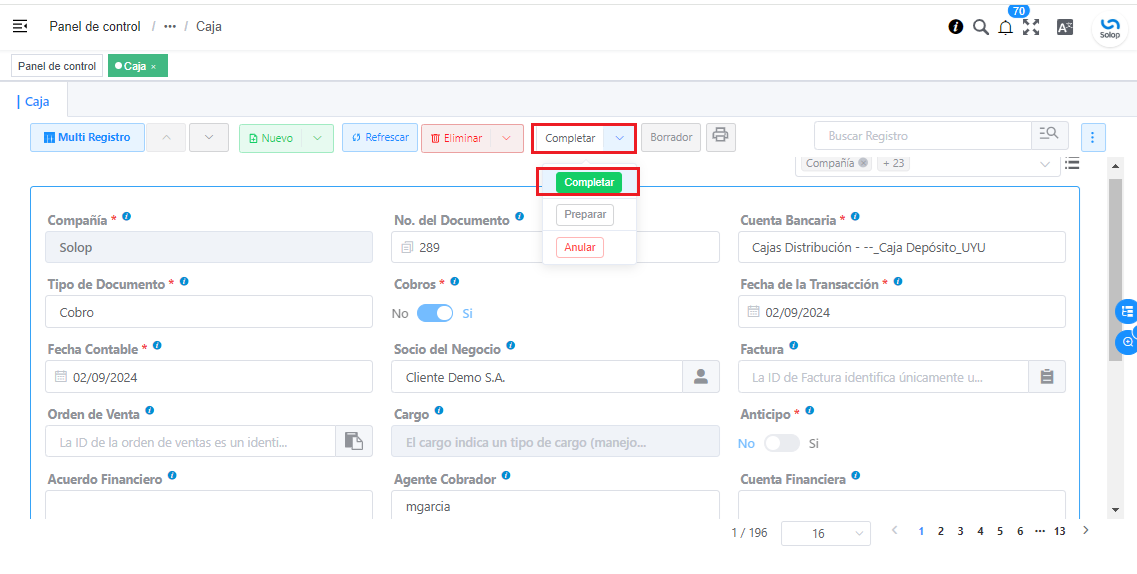 Panel de control / ••• / Caja
70
Solop
Panel de control
Caja ×
Caja
Multi Registro
Nuevo
Refrescar
Eliminar
Completar
Borrador
Buscar Registro
Compañía
+ 23
Completar
Preparar
Anular
Compañía *
No. del Documento
Cuenta Bancaria *
Solop
289
Cajas Distribución - --_Caja Depósito_UYU
Tipo de Documento *
Cobros *
Fecha de la Transacción *
Cobro
No
Si
02/09/2024
Fecha Contable *
Socio del Negocio
Factura
02/09/2024
Cliente Demo S.A.
La ID de Factura identifica únicamente u...
Orden de Venta
Cargo
Anticipo *
La ID de la orden de ventas es un identi...
El cargo indica un tipo de cargo (manejo...
No
Si
Acuerdo Financiero
Agente Cobrador
Cuenta Financiera
mgarcia
1 / 196
16
1 2 3 4 5 6 ••• 13